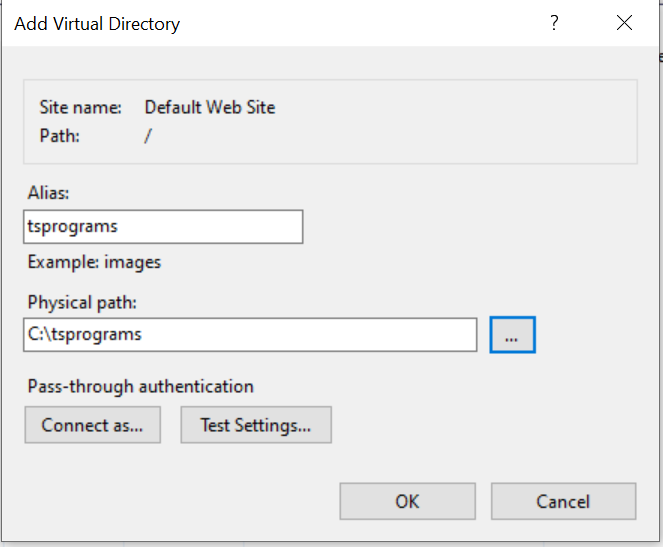 Add Virtual Directory ?
Site name: Default Web Site
Path: /
Alias:
tsprograms
Example: images
Physical path:
C:\tsprograms ...
Pass-through authentication
Connect as... Test Settings...
OK Cancel